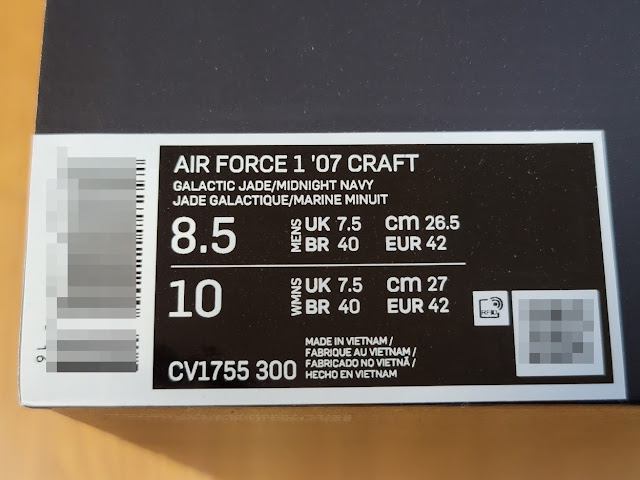 AIR FORCE 1 '07 CRAFT
GALACTIC JADE/MIDNIGHT NAVY
JADE GALACTIQUE/MARINE MINUIT
8.5 MENS UK 7.5 cm 26.5
BR 40 EUR 42
10 WMNS UK 7.5 cm 27
BR 40 EUR 42
CV1755 300
MADE IN VIETNAM /
FABRIQUE AU VIETNAM /
FABRICADO NO VIETNÃ /
HECHO EN VIETNAM